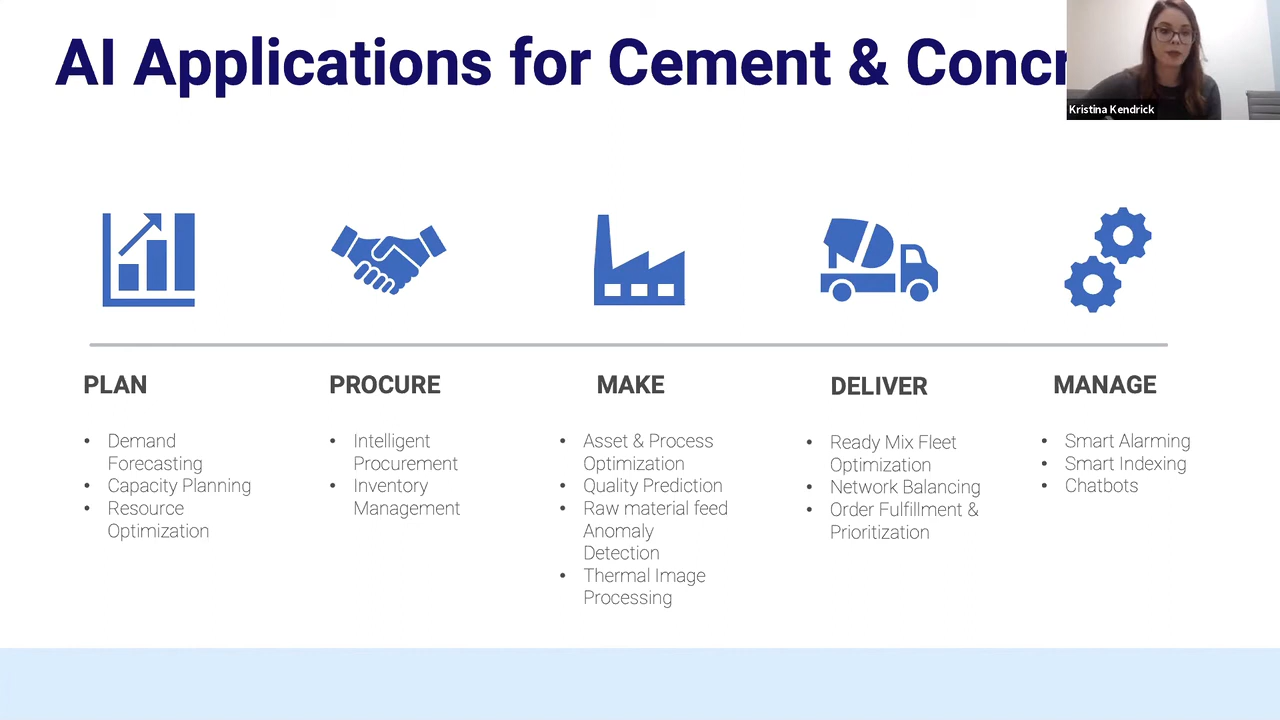 AI Applications for Cement & Concr
Kristina Kendrick
PLAN
• Demand
Forecasting
• Capacity Planning
• Resource
Optimization
PROCURE
• Intelligent
Procurement
• Inventory
Management
MAKE
• Asset & Process
Optimization
• Quality Prediction
• Raw material feed
Anomaly
Detection
• Thermal Image
Processing
DELIVER
• Ready Mix Fleet
Optimization
• Network Balancing
• Order Fulfillment &
Prioritization
MANAGE
• Smart Alarming
• Smart Indexing
• Chatbots